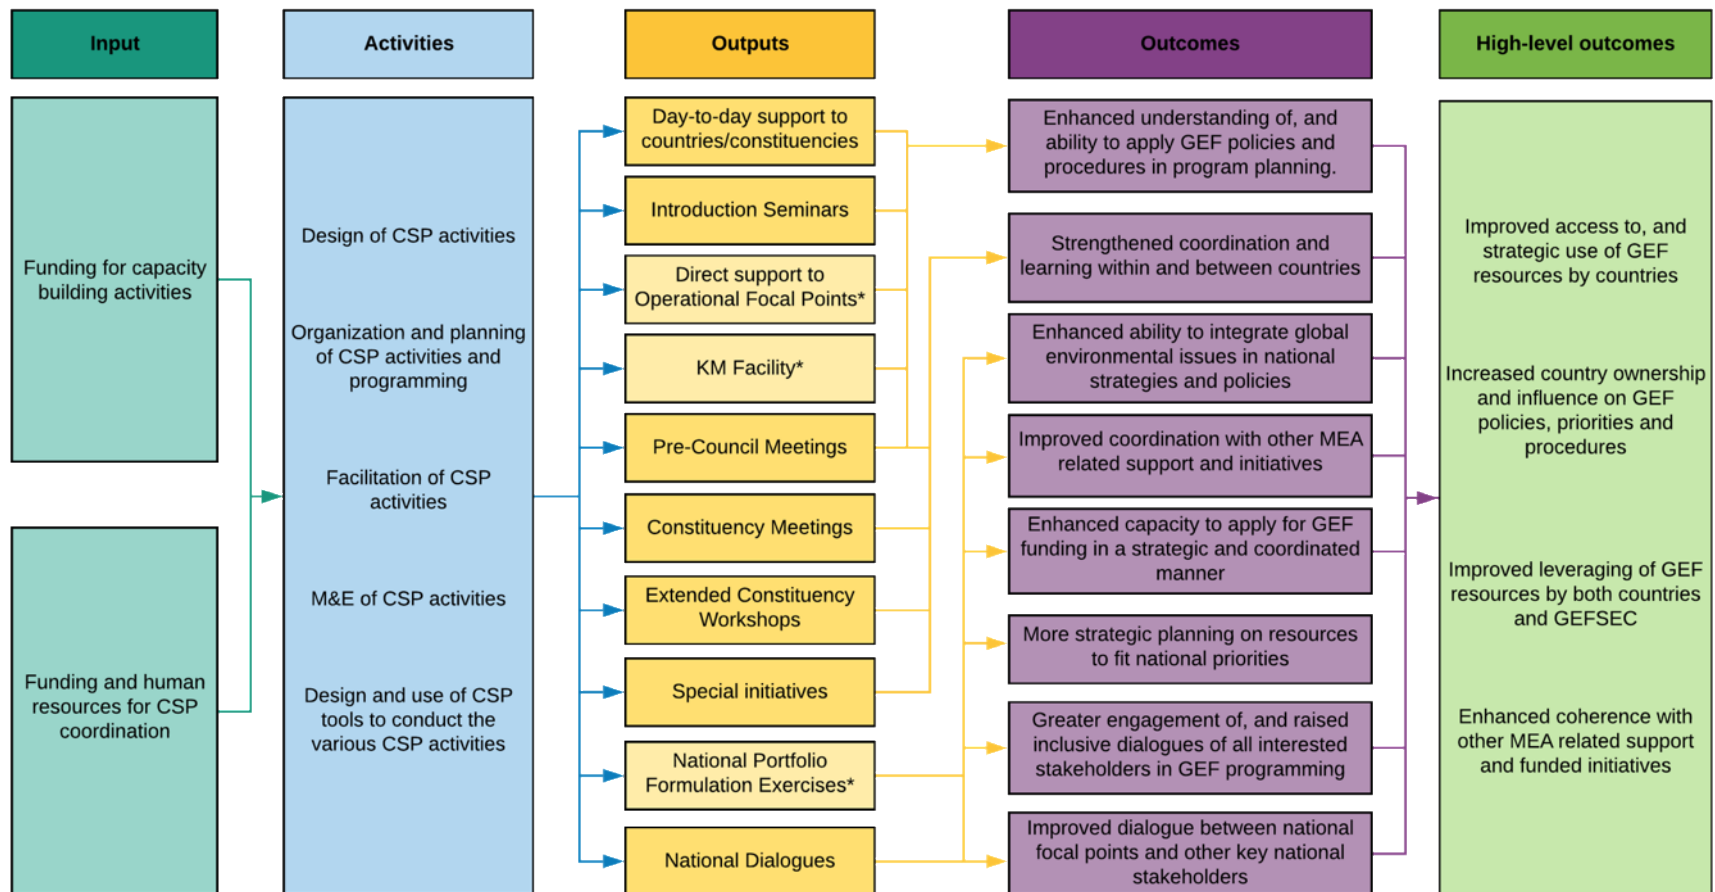 Input
Activities
Outputs
Outcomes
High-level outcomes
Funding for capacity
building activities
Funding and human
resources for CSP
coordination
Design of CSP activities
Organization and planning
of CSP activities and
programming
Facilitation of CSP
activities
M&E of CSP activities
Design and use of CSP
tools to conduct the
various CSP activities
Day-to-day support to
countries/constituencies
Introduction Seminars
Direct support to
Operational Focal Points*
KM Facility*
Pre-Council Meetings
Constituency Meetings
Extended Constituency
Workshops
Special initiatives
National Portfolio
Formulation Exercises*
National Dialogues
Enhanced understanding of, and
ability to apply GEF policies and
procedures in program planning.
Strengthened coordination and
learning within and between countries
Enhanced ability to integrate global
environmental issues in national
strategies and policies
Improved coordination with other MEA
related support and initiatives
Enhanced capacity to apply for GEF
funding in a strategic and coordinated
manner
More strategic planning on resources
to fit national priorities
Greater engagement of, and raised
inclusive dialogues of all interested
stakeholders in GEF programming
Improved dialogue between national
focal points and other key national
stakeholders
Improved access to, and
strategic use of GEF
resources by countries
Increased country ownership
and influence on GEF
policies, priorities and
procedures
Improved leveraging of GEF
resources by both countries
and GEFSEC
Enhanced coherence with
other MEA related support
and funded initiatives